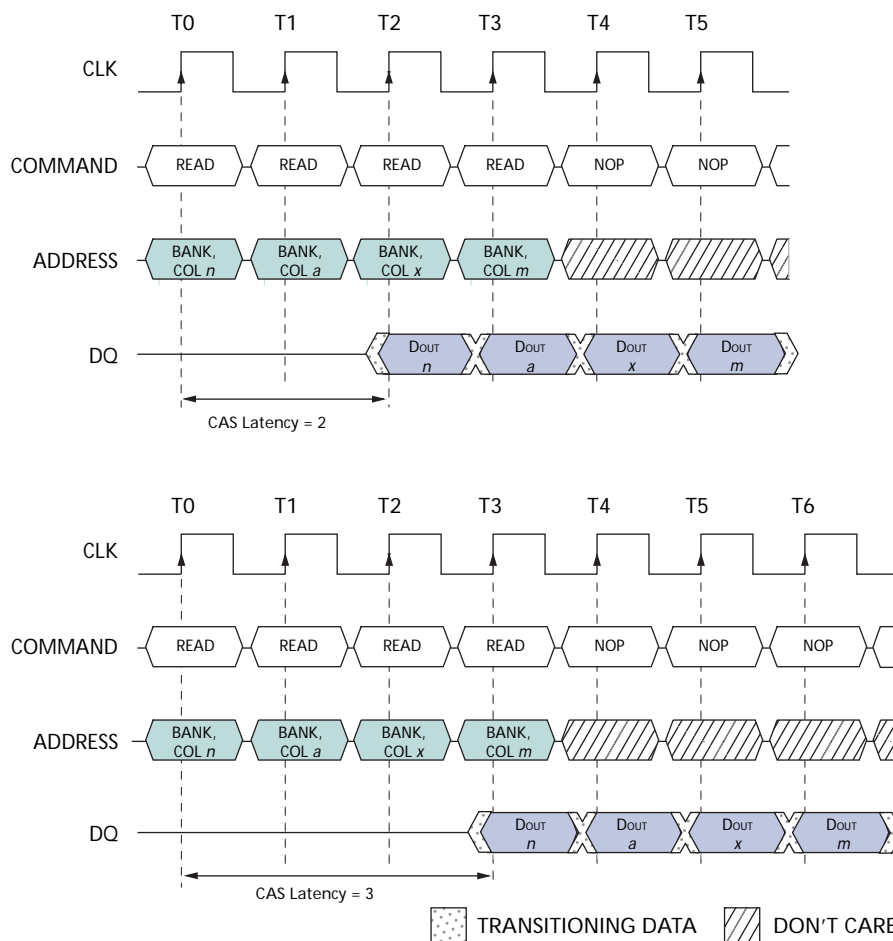 T0 T1 T2 T3 T4 T5
CLK
COMMAND READ READ READ READ NOP NOP
ADDRESS BANK, BANK, BANK, BANK,
COL n COL a COL x COL m
DQ DOUT DOUT DOUT DOUT
n a x m
CAS Latency = 2
T0 T1 T2 T3 T4 T5 T6
CLK
COMMAND READ READ READ READ NOP NOP NOP
ADDRESS BANK, BANK, BANK, BANK,
COL n COL a COL x COL m
DQ DOUT DOUT DOUT DOUT
n a x m
CAS Latency = 3
TRANSITIONING DATA DON'T CARE